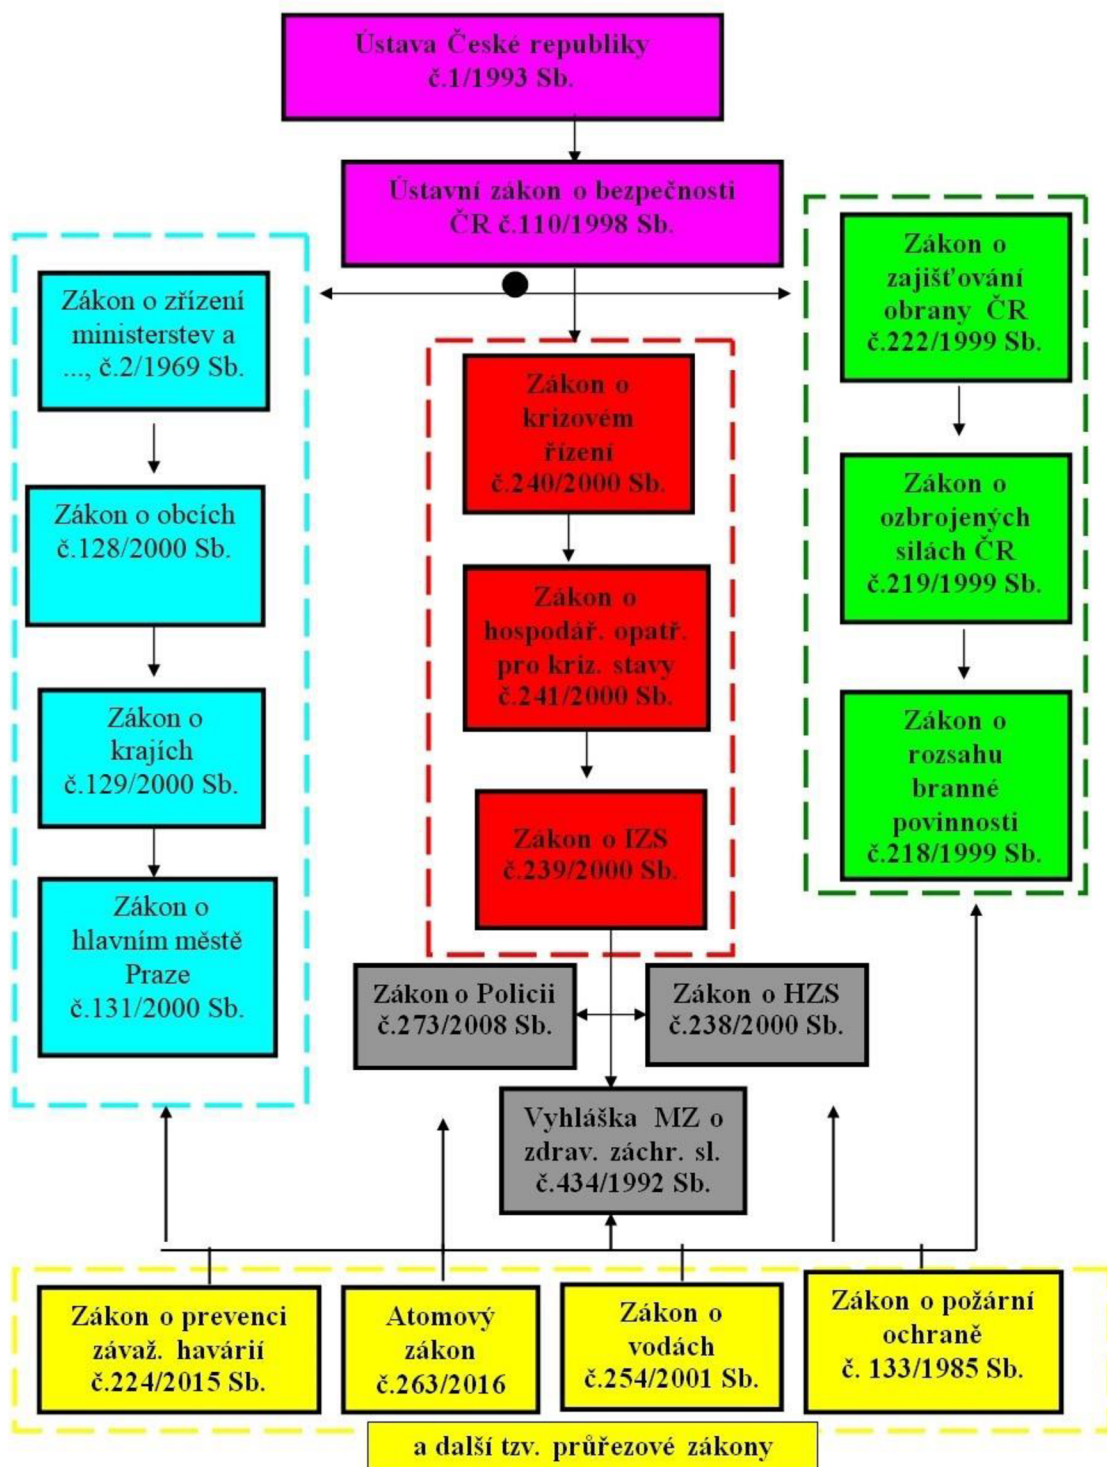 Ústava České republiky
č.1/1993 Sb.
Ústavní zákon o bezpečnosti
ČR č.110/1998 Sb.
Zákon o zřízení
ministerstev a
..., č.2/1969 Sb.
Zákon o obcích
č.128/2000 Sb.
Zákon o
krajích
č.129/2000 Sb.
Zákon o
hlavním městě
Praze
č.131/2000 Sb.
Zákon o
krizovém
řízení
č.240/2000 Sb.
Zákon o
hospodář. opatř.
pro kriz. stavy
č.241/2000 Sb.
Zákon o IZS
č.239/2000 Sb.
Zákon o
zajišťování
obrany ČR
č.222/1999 Sb.
Zákon o
ozbrojených
silách ČR
č.219/1999 Sb.
Zákon o
rozsahu
branné
povinnosti
č.218/1999 Sb.
Zákon o Policii
č.273/2008 Sb.
Zákon o HZS
č.238/2000 Sb.
Vyhláška MZ o
zdrav. záchr. sl.
č.434/1992 Sb.
Zákon o prevenci
závaž. havárií
č.224/2015 Sb.
Atomový
zákon
č.263/2016
Zákon o
vodách
č.254/2001 Sb.
Zákon o požární
ochraně
č. 133/1985 Sb.
a další tzv. průřezové zákony